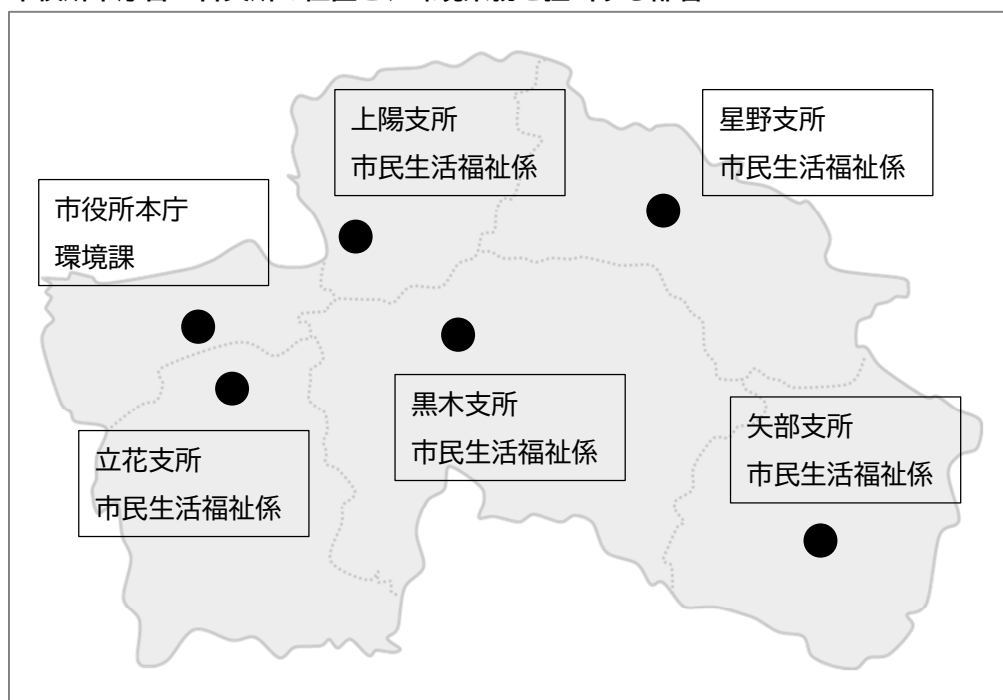 上陽支所
市民生活福祉係
星野支所
市民生活福祉係
市役所本庁
環境課
黒木支所
市民生活福祉係
矢部支所
市民生活福祉係
立花支所
市民生活福祉係